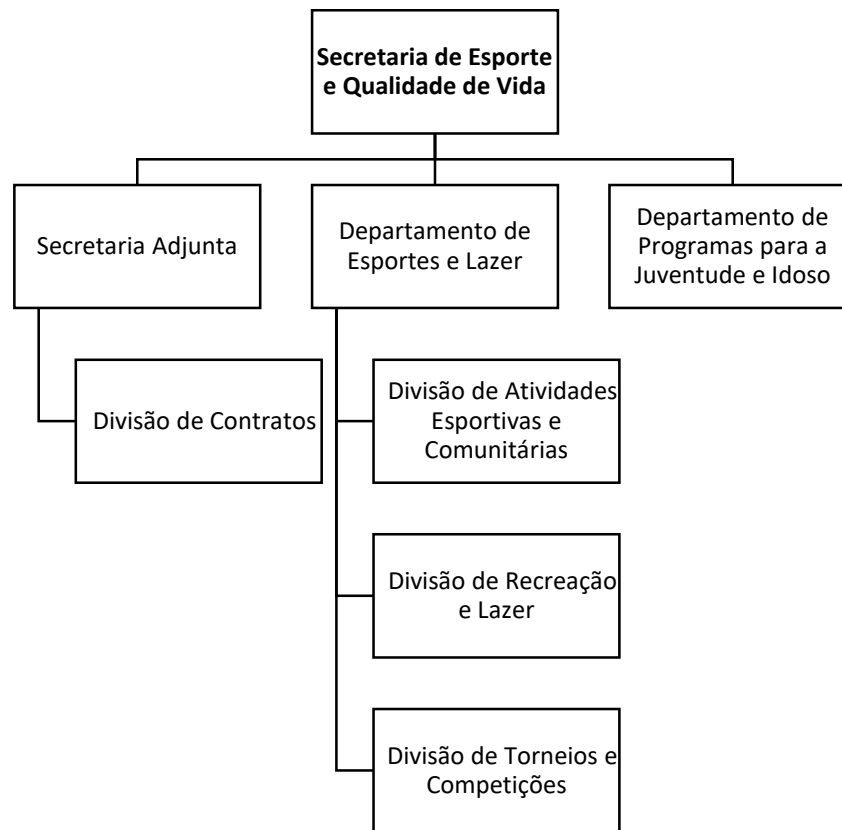 Secretaria de Esporte
e Qualidade de Vida
Secretaria Adjunta
Departamento de
Esportes e Lazer
Departamento de
Programas para a
Juventude e Idoso
Divisão de Contratos
Divisão de Atividades
Esportivas e
Comunitárias
Divisão de Recreação
e Lazer
Divisão de Torneios e
Competições